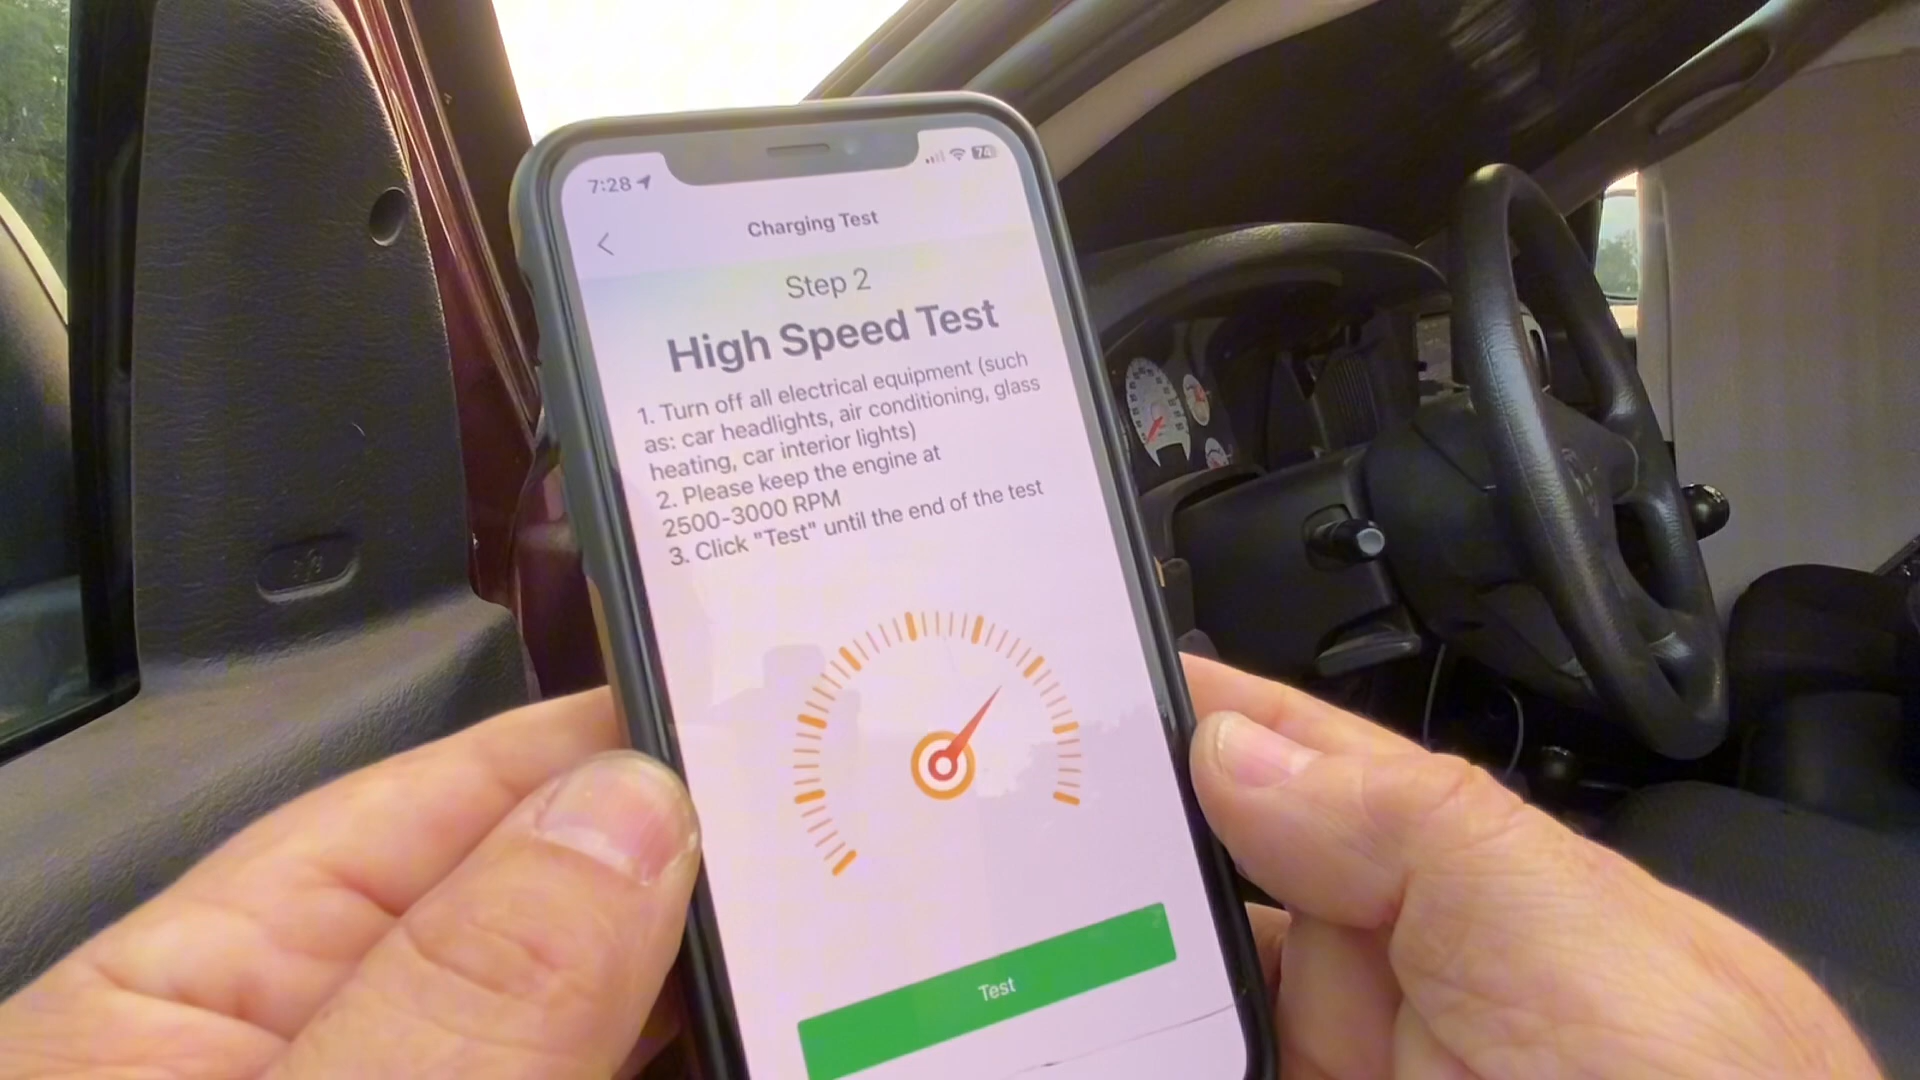 7:28
74
Charging Test
Step 2
High Speed Test
1. Turn off all electrical equipment (such
as: car headlights, air conditioning, glass
heating, car interior lights)
2. Please keep the engine at
2500-3000 RPM
3. Click "Test" until the end of the test
Test